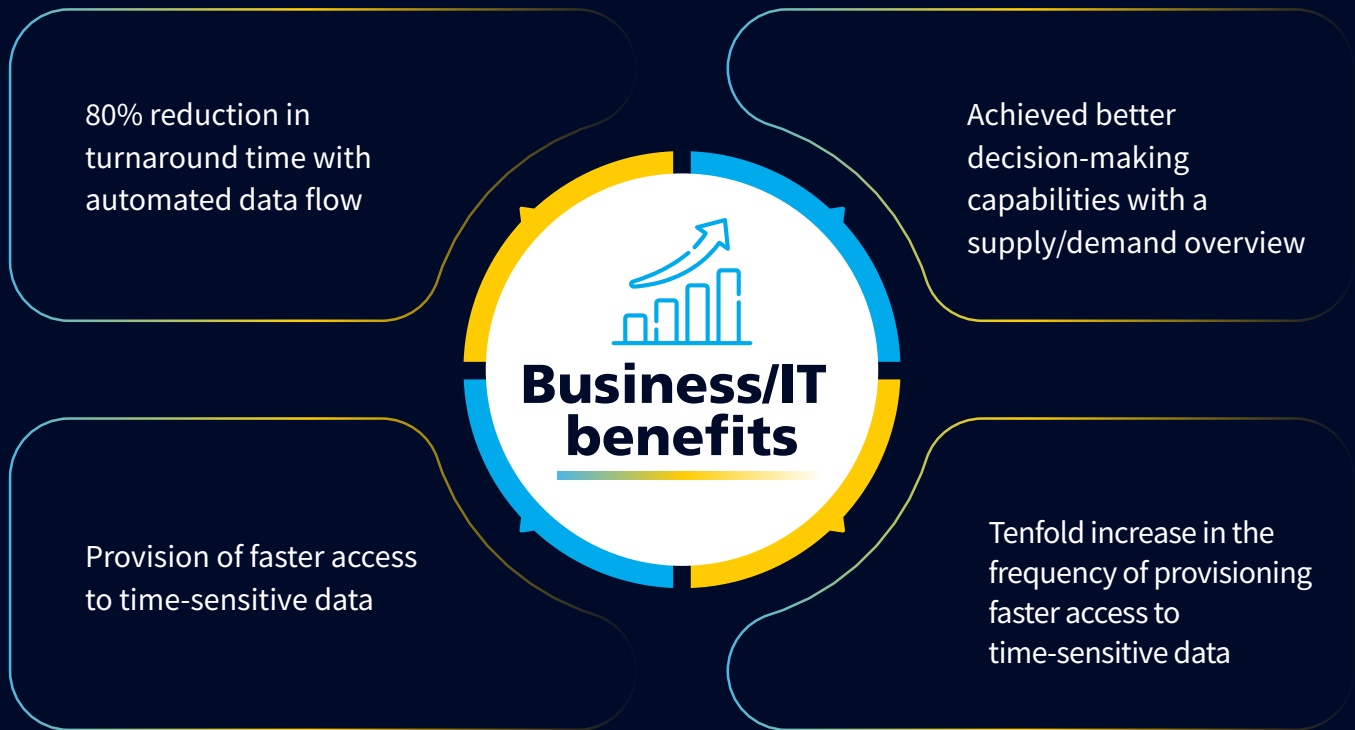 80% reduction in
turnaround time with
automated data flow
Achieved better
decision-making
capabilities with a
supply/demand overview
Business/IT
benefits
Provision of faster access
to time-sensitive data
Tenfold increase in the
frequency of provisioning
faster access to
time-sensitive data